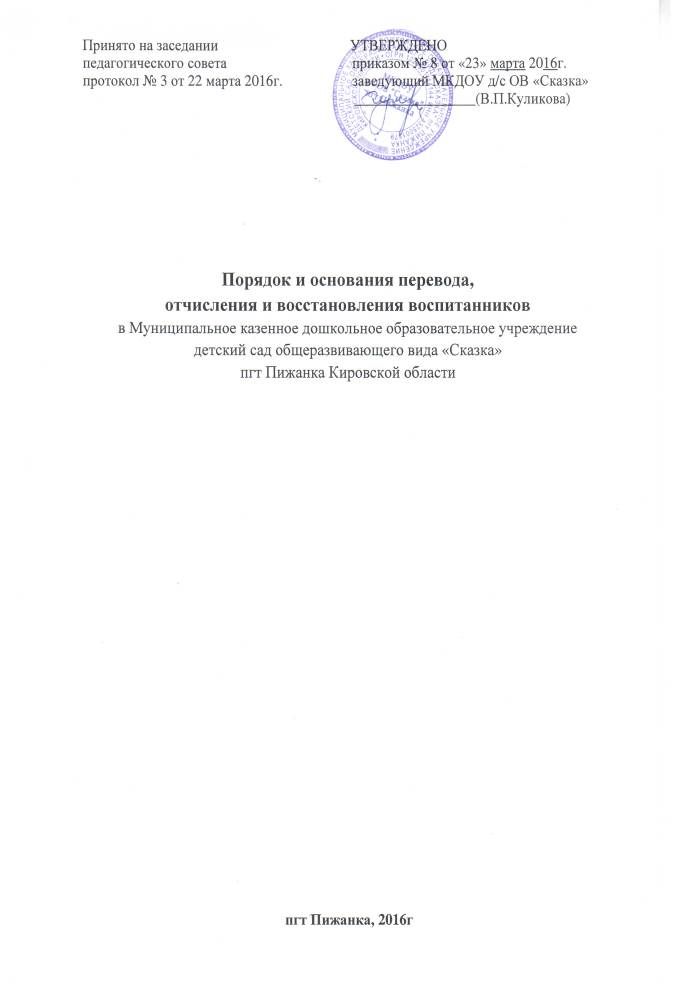 Принято на заседании
педагогического совета
протокол № 3 от 22 марта 2016г.
УТВЕРЖДЕНО
приказом № 8 от «23» марта 2016г.
заведующий МКДОУ д/с ОВ «Сказка»
(В.П.Куликова)
Порядок и основания перевода,
отчисления и восстановления воспитанников
в Муниципальное казенное дошкольное образовательное учреждение
детский сад общеразвивающего вида «Сказка»
пгт Пижанка Кировской области
пгт Пижанка, 2016г